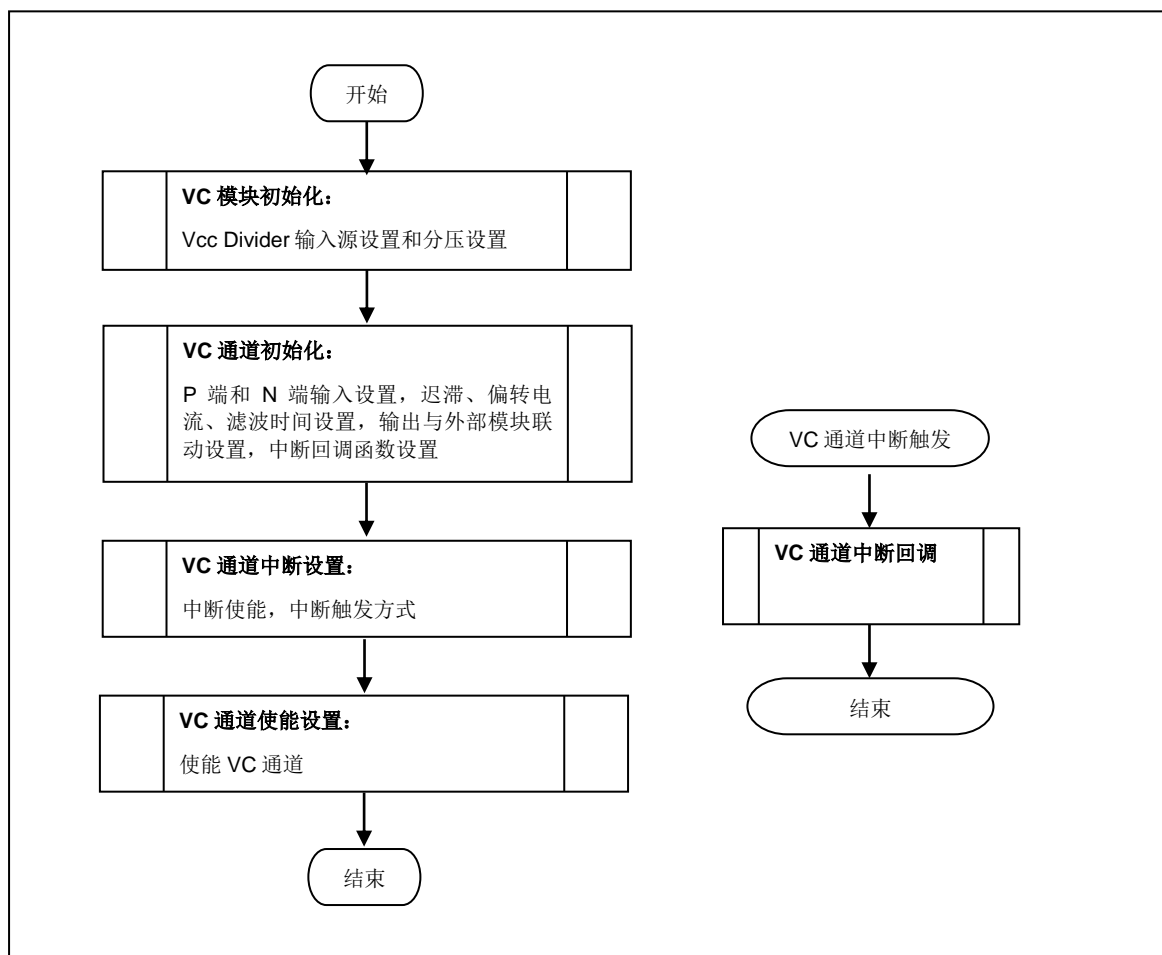 开始
VC 模块初始化：
Vcc Divider 输入源设置和分压设置
VC 通道初始化：
P 端和 N 端输入设置，迟滞、偏转电
流、滤波时间设置，输出与外部模块联
动设置，中断回调函数设置
VC 通道中断设置：
中断使能，中断触发方式
VC 通道使能设置：
使能 VC 通道
结束
VC 通道中断触发
VC 通道中断回调
结束